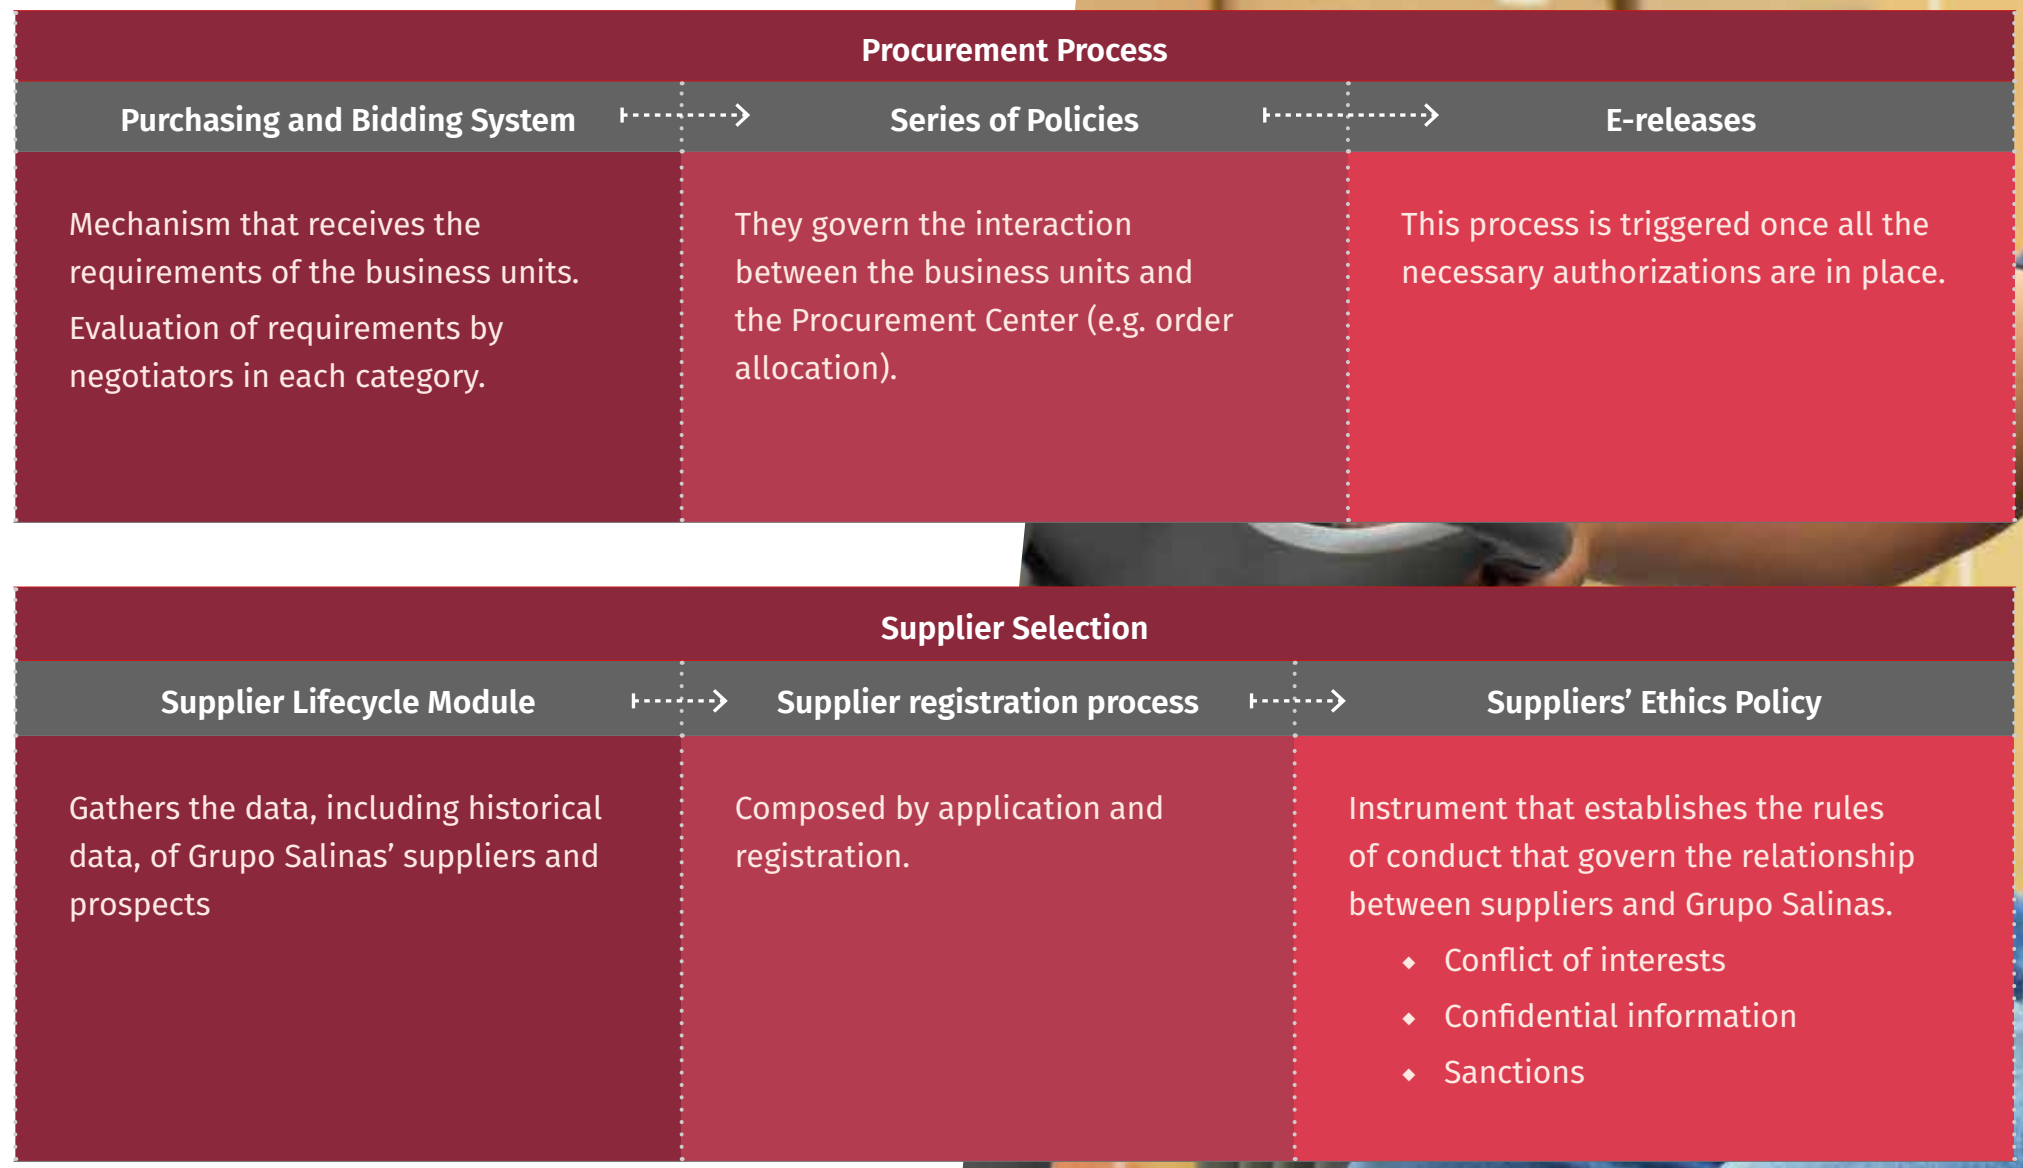 Procurement Process
Purchasing and Bidding System
Series of Policies
E-releases
Mechanism that receives the
requirements of the business units.
Evaluation of requirements by
negotiators in each category.
They govern the interaction
between the business units and
the Procurement Center (e.g. order
allocation).
This process is triggered once all the
necessary authorizations are in place.
Supplier Selection
Supplier Lifecycle Module
Supplier registration process
Suppliers’ Ethics Policy
Gathers the data, including historical
data, of Grupo Salinas’ suppliers and
prospects
Composed by application and
registration.
Instrument that establishes the rules
of conduct that govern the relationship
between suppliers and Grupo Salinas.
Conflict of interests
Confidential information
Sanctions